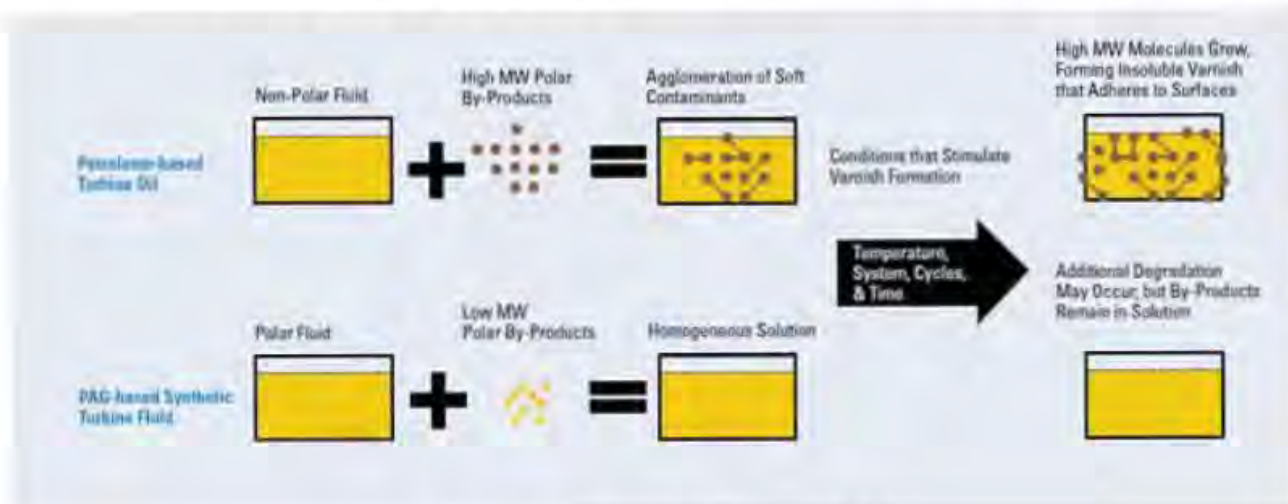 High MW Molecules Grow,
Forming Insoluble Varnish
that Adheres to Surfaces
Non-Polar Fluid
High MW Polar
By-Products
Agglomeration of Soft
Contaminants
Petroleum-based
Turbine Oil
Conditions that Stimulate
Varnish Formation
Temperature,
System, Cycles,
& Time
Additional Degradation
May Occur, but By-Products
Remain in Solution
Polar Fluid
Low MW
Polar By-Products
Homogeneous Solution
PAG-based Synthetic
Turbine Fluid